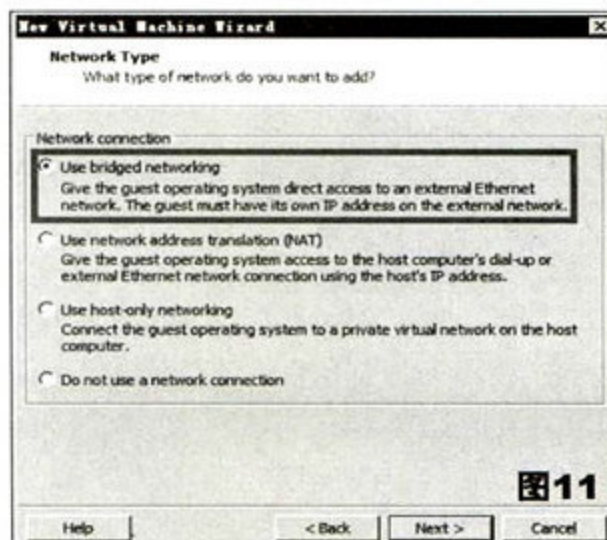 New Virtual Machine Wizard
Network Type
What type of network do you want to add?
Network connection
Use bridged networking
Give the guest operating system direct access to an external Ethernet
network. The guest must have its own IP address on the external network.
Use network address translation (NAT)
Give the guest operating system access to the host computer's dial-up or
external Ethernet network connection using the host's IP address.
Use host-only networking
Connect the guest operating system to a private virtual network on the host
computer.
Do not use a network connection
图11
Help
< Back
Next >
Cancel